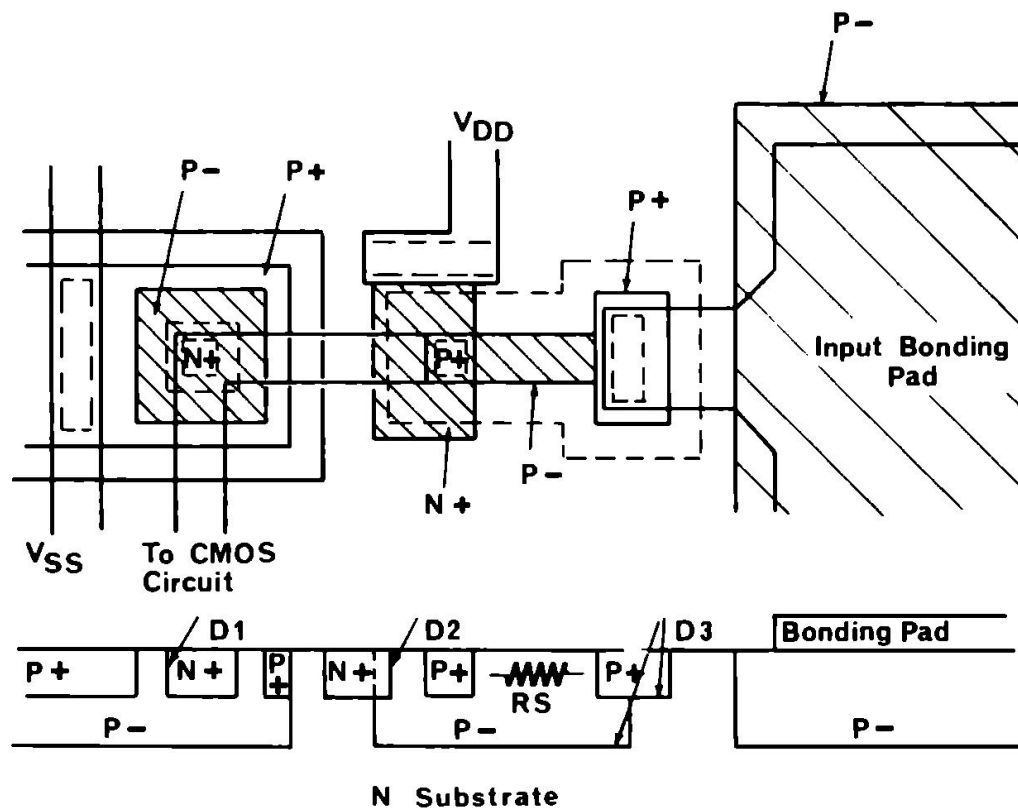 P-
VDD
P-
P+
P+
N+
P+
Input Bonding
Pad
P-
N+
VSS
To CMOS
Circuit
D1
D2
D3
Bonding Pad
P+
N+
P
+
N+
P+
RS
P+
P-
P-
P-
N Substrate